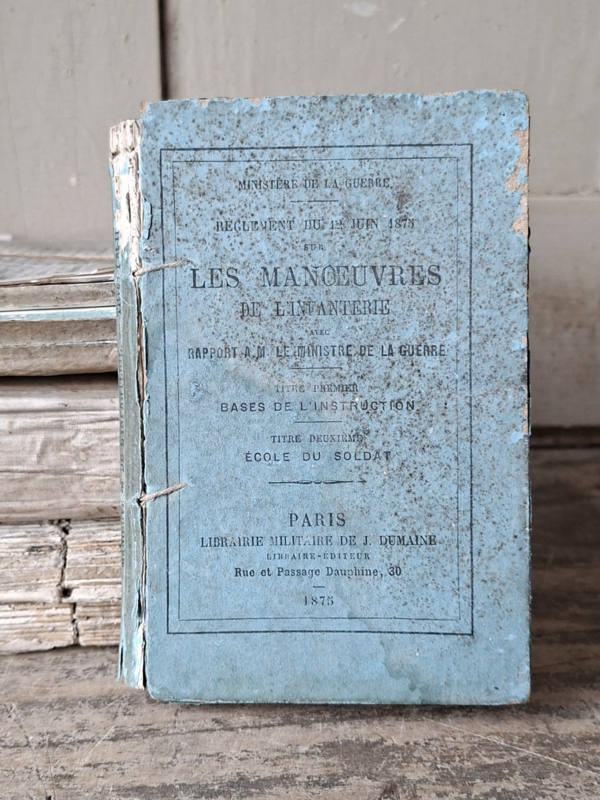 MINISTÈRE DE LA GUERRE
RÈGLEMENT DU 12 JUIN 1875
SUR
LES MANŒUVRES
DE L'INFANTERIE
AVEC
RAPPORT A M. LE MINISTRE DE LA GUERRE
TITRE PREMIER
BASES DE L'INSTRUCTION
TITRE DEUXIÈME
ÉCOLE DU SOLDAT
PARIS
LIBRAIRIE MILITAIRE DE J. DUMAINE
LIBRAIRE-ÉDITEUR
Rue et Passage Dauphine, 30
1875